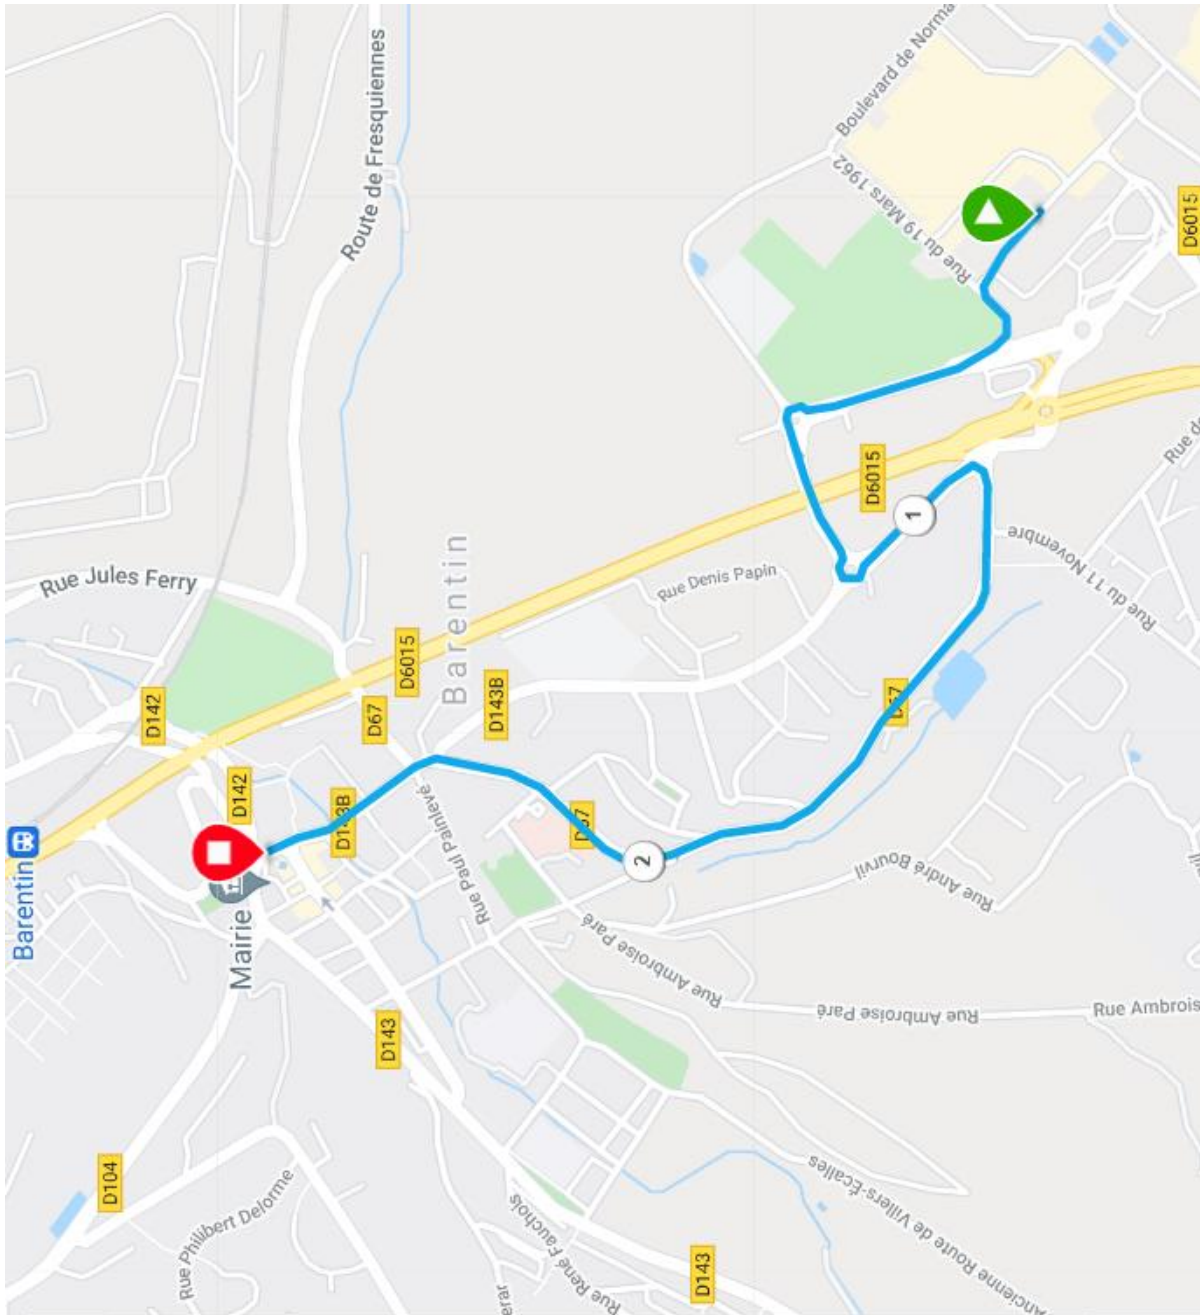 Boulevard de Norma
Route de Fresquiennes
Rue du 19 Mars 1962
D6015
D6015
Rue de
1
Rue du 11 Novembre
Rue Denis Papin
Rue Jules Ferry
Barentin
D6015
D142
D67
D143B
D67
D142
D143B
D67
Barentin
Mairie
Rue Paul Painlevé
2
Rue André Bourvil
Rue Ambroise Paré
Rue Ambroise Paré
Rue Ambrois
D143
D104
Rue Philibert Delorme
Rue René Fauchois
erar
D143
Ancienne Route de Villers-Écalles